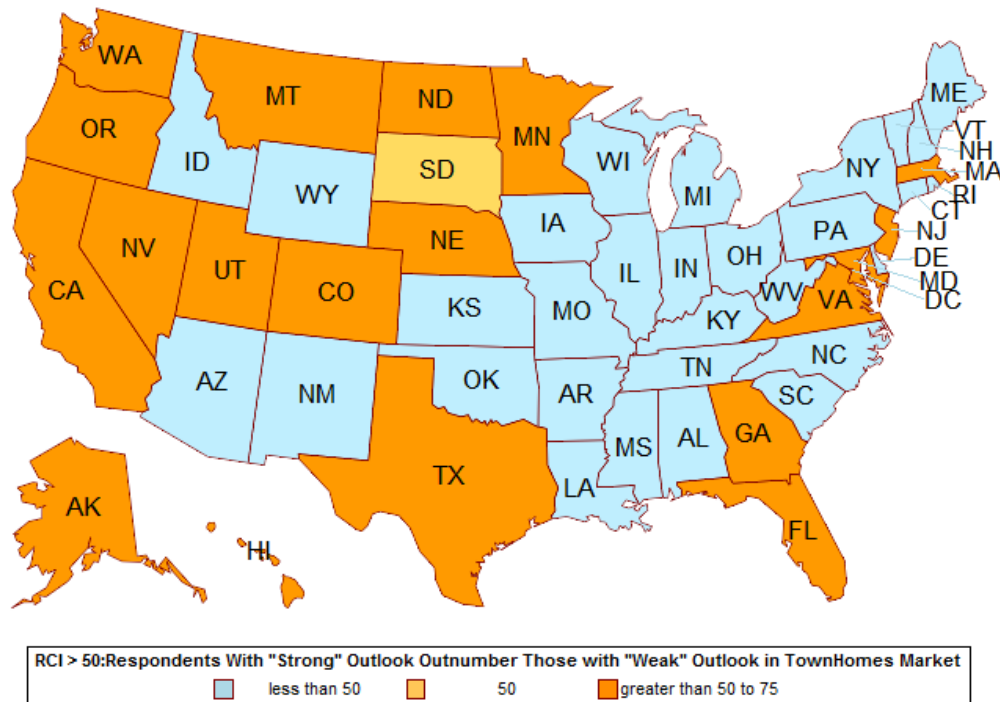 WA
MT
ND
MN
OR
ID
SD
WY
WI
MI
NY
ME
VT
NH
MA
RI
CT
NJ
PA
DE
MD
DC
NV
UT
NE
IA
CA
CO
KS
MO
IL
IN
OH
WV
VA
KY
AZ
NM
OK
AR
TN
NC
SC
MS
AL
GA
TX
LA
FL
AK
HI
RCI > 50:Respondents With "Strong" Outlook Outnumber Those with "Weak" Outlook in TownHomes Market
less than 50 50 greater than 50 to 75